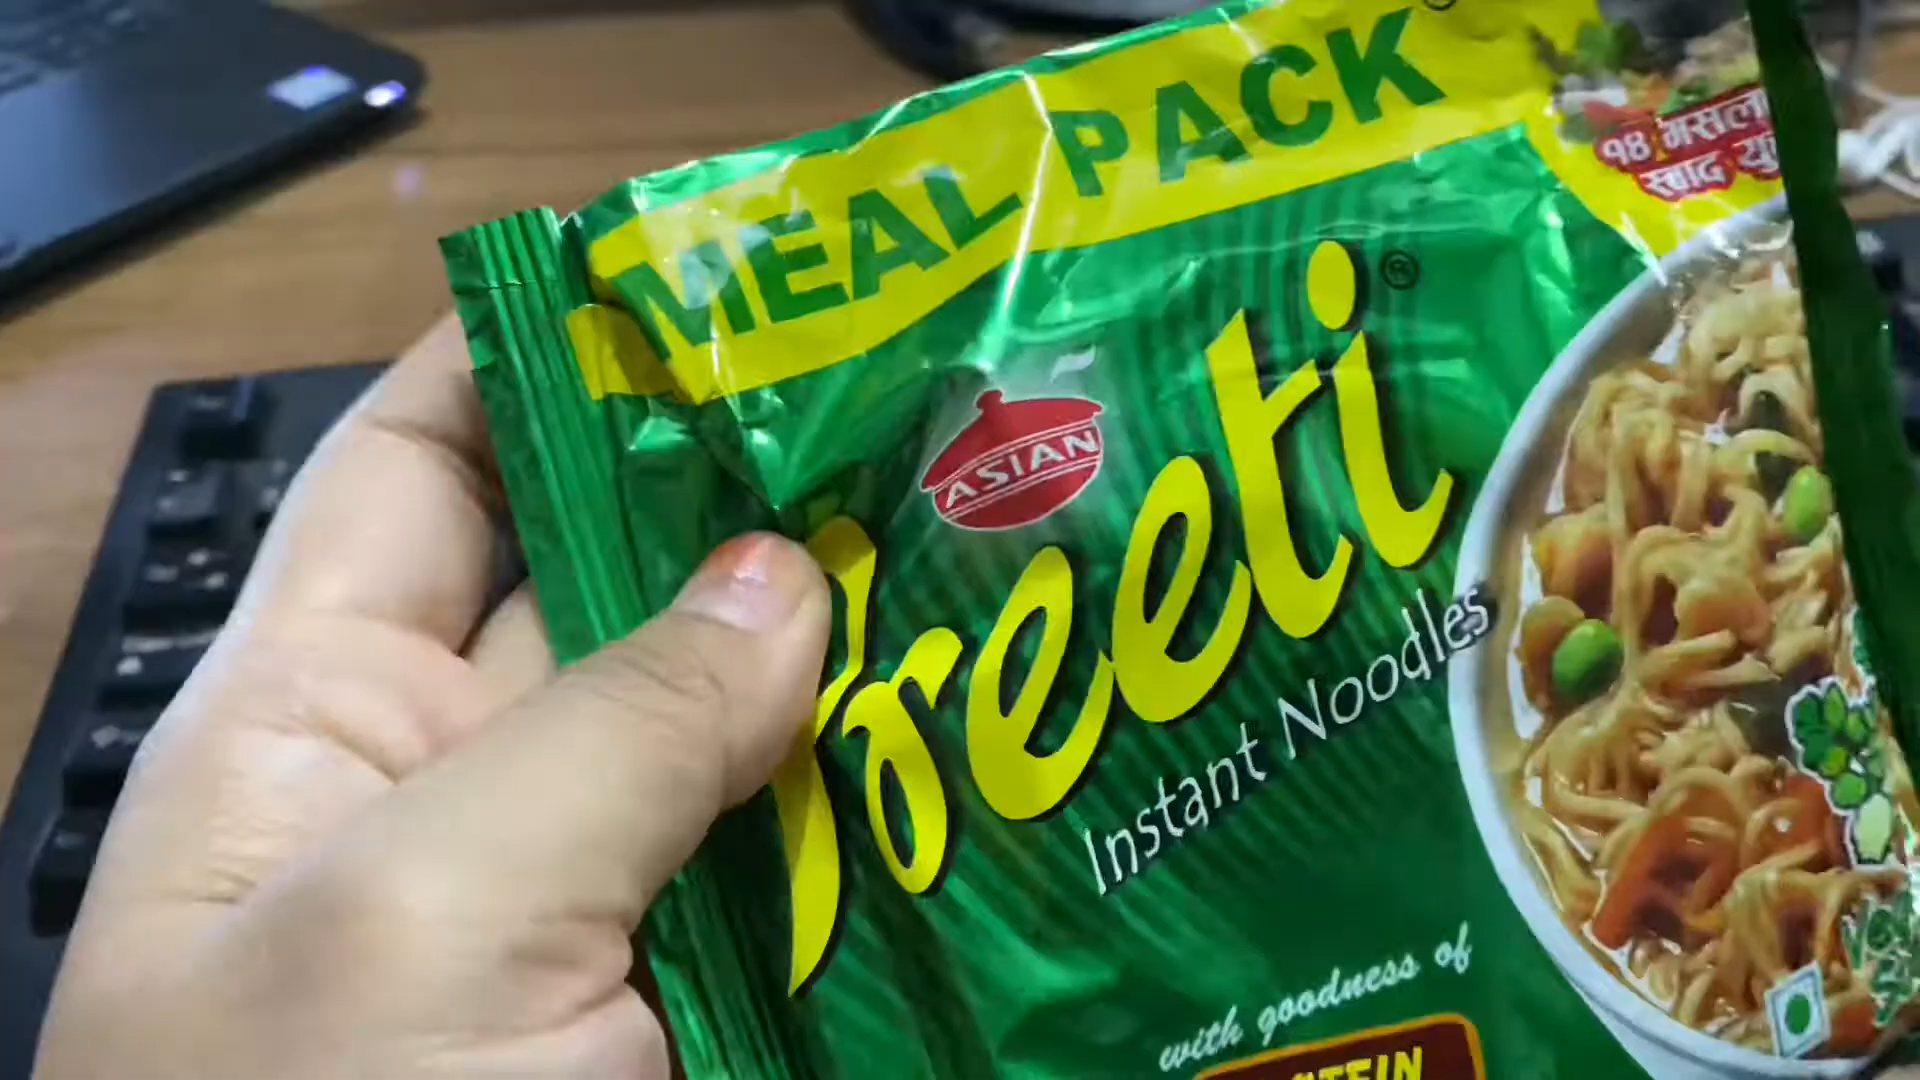 MEAL PACK
१४ मसला
स्वाद
ASIAN
Preeti®
Instant Noodles
with goodness of